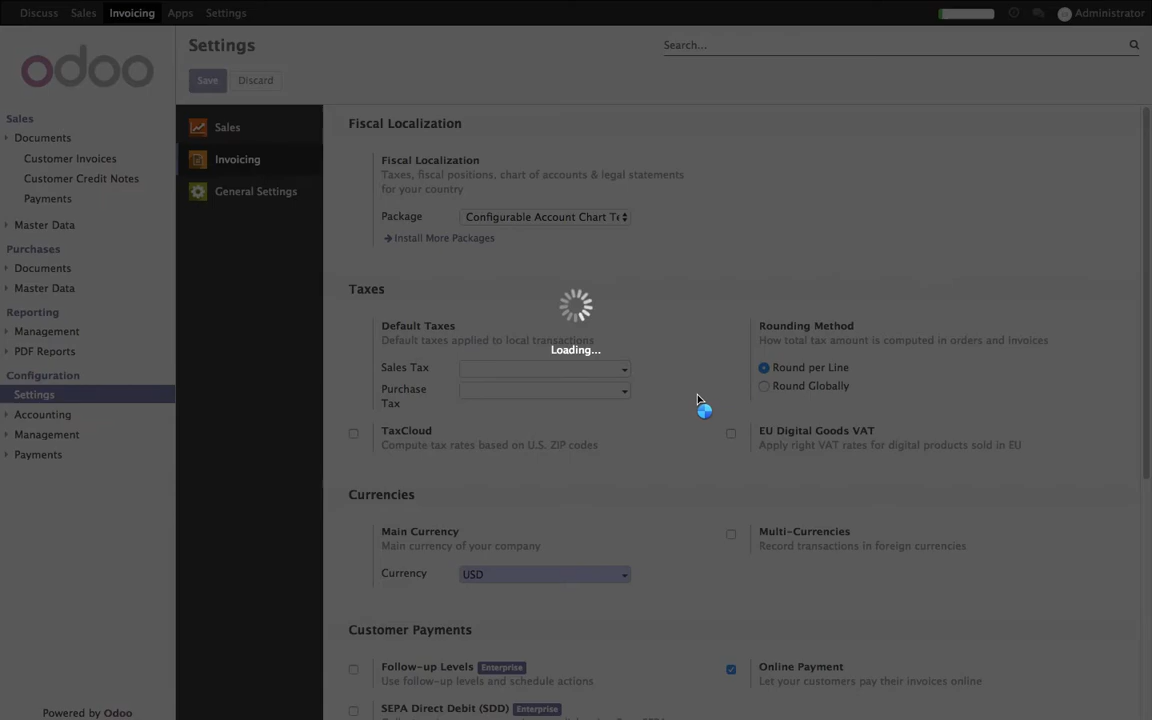 Discuss Sales Invoicing Apps Settings Administrator
odoo
Settings
Search...
Save Discard
Sales
Documents
Customer Invoices
Customer Credit Notes
Payments
Master Data
Purchases
Documents
Master Data
Reporting
Management
PDF Reports
Configuration
Settings
Accounting
Management
Payments
Powered by Odoo
Sales
Invoicing
General Settings
Fiscal Localization
Fiscal Localization
Taxes, fiscal positions, chart of accounts & legal statements
for your country
Package Configurable Account Chart Te
Install More Packages
Taxes
Default Taxes
Default taxes applied to local transactions
Sales Tax
Purchase
Tax
Rounding Method
How total tax amount is computed in orders and invoices
Round per Line
Round Globally
Loading...
TaxCloud
Compute tax rates based on U.S. ZIP codes
EU Digital Goods VAT
Apply right VAT rates for digital products sold in EU
Currencies
Main Currency
Main currency of your company
Currency USD
Multi-Currencies
Record transactions in foreign currencies
Customer Payments
Follow-up Levels Enterprise
Use follow-up levels and schedule actions
Online Payment
Let your customers pay their invoices online
SEPA Direct Debit (SDD) Enterprise